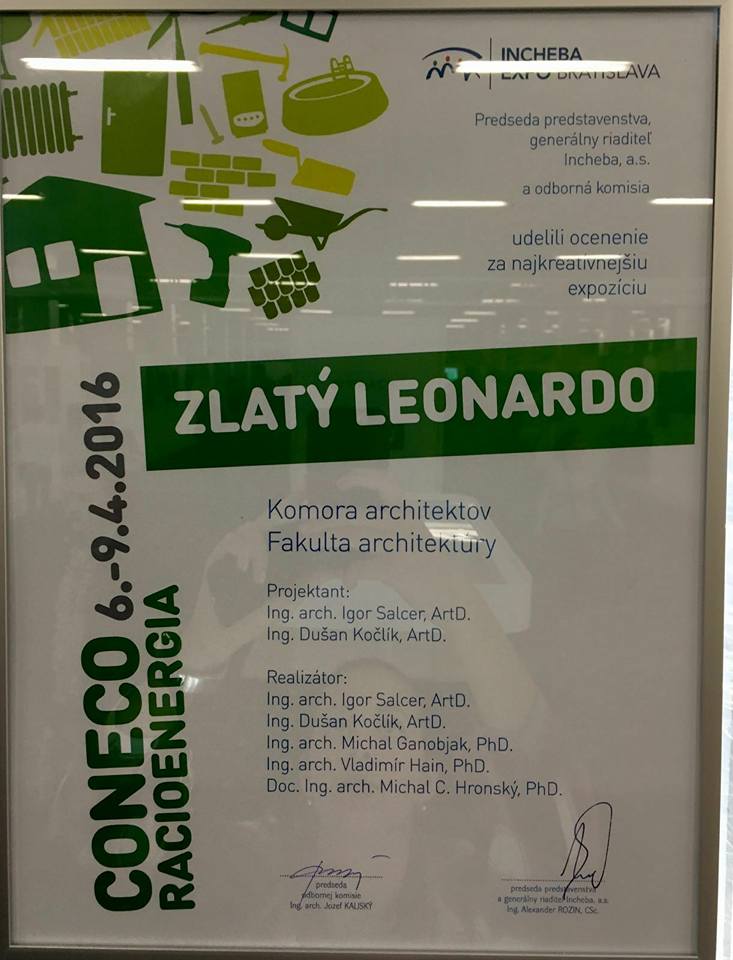 INCHEBA
EXPO BRATISLAVA
Predseda predstavenstva,
generálny riaditeľ
Incheba, a.s.
a odborná komisia
udelili ocenenie
za najkreatívnejšiu
expozíciu
ZLATÝ LEONARDO
CONECO 6.-9.4.2016
RACIOENERGIA
Komora architektov
Fakulta architektúry
Projektant:
Ing. arch. Igor Salcer, ArtD.
Ing. Dušan Kočlík, ArtD.
Realizátor:
Ing. arch. Igor Salcer, ArtD.
Ing. Dušan Kočlík, ArtD.
Ing. arch. Michal Ganobjak, PhD.
Ing. arch. Vladimír Hain, PhD.
Doc. Ing. arch. Michal C. Hronský, PhD.
predseda
odbornej komisie
Ing. arch. Jozef KALISKÝ
predseda predstavenstva
a generálny riaditeľ Incheba, a.s.
Ing. Alexander ROZIN, CSc.